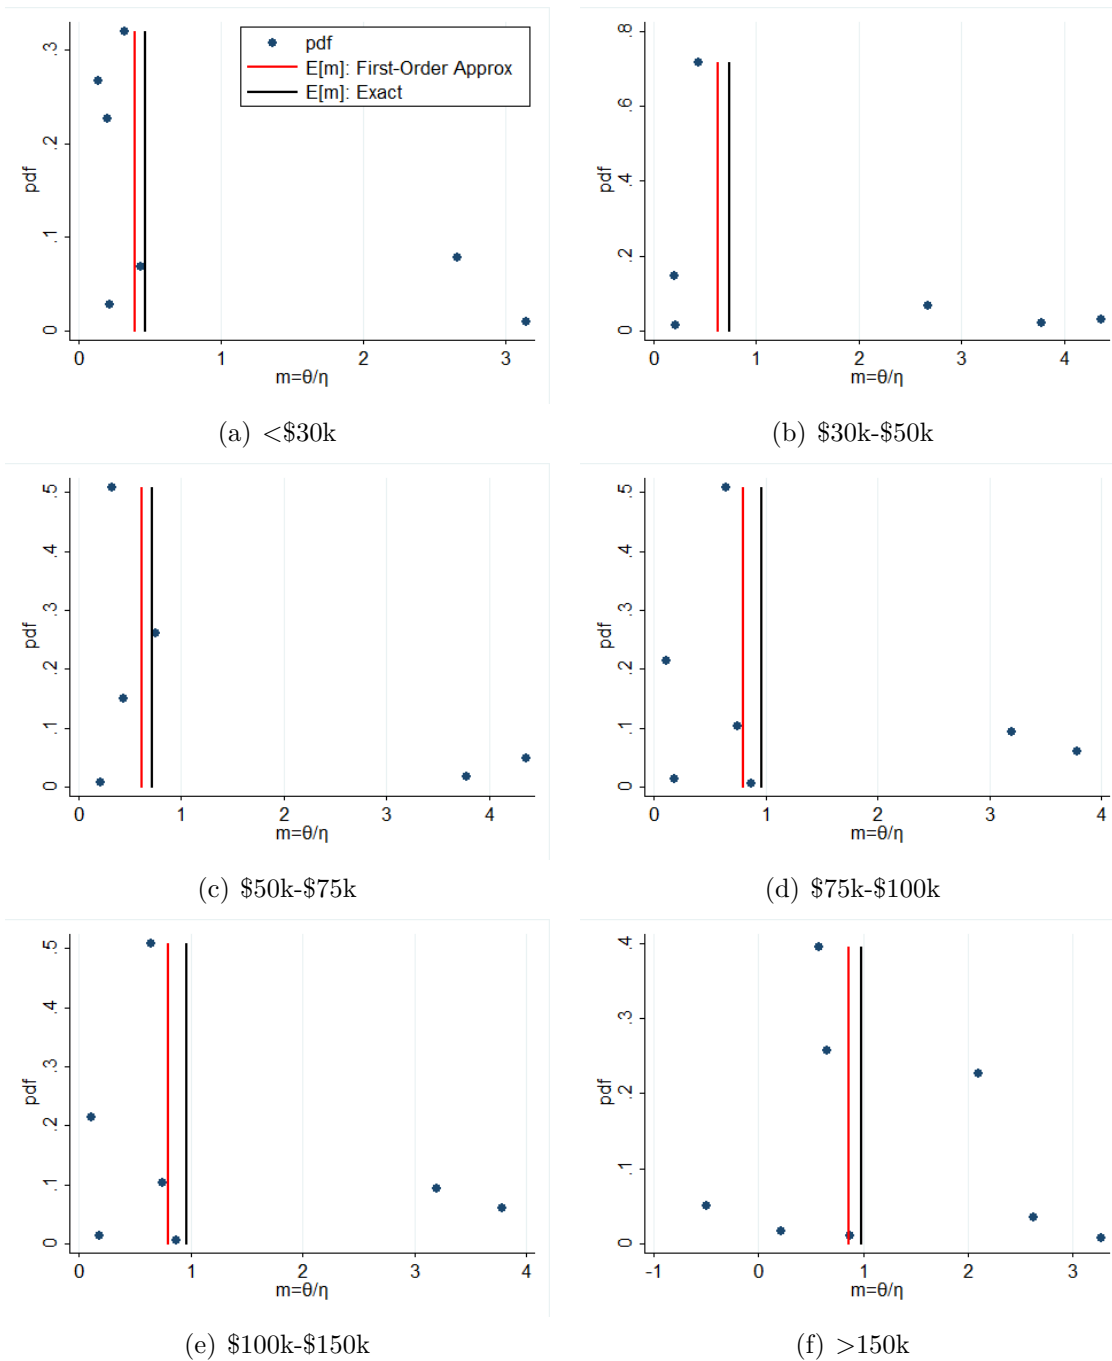 pdf
E[m]: First-Order Approx
E[m]: Exact
.3
.2
.1
0
pdf
0 1 2 3
m=θ/η
(a) <$30k
.8
.6
.4
.2
0
pdf
0 1 2 3 4
m=θ/η
(b) $30k-$50k
.5
.4
.3
.2
.1
0
pdf
0 1 2 3 4
m=θ/η
(c) $50k-$75k
.5
.4
.3
.2
.1
0
pdf
0 1 2 3 4
m=θ/η
(d) $75k-$100k
.5
.4
.3
.2
.1
0
pdf
0 1 2 3 4
m=θ/η
(e) $100k-$150k
.4
.3
.2
.1
0
pdf
-1 0 1 2 3
m=θ/η
(f) >150k